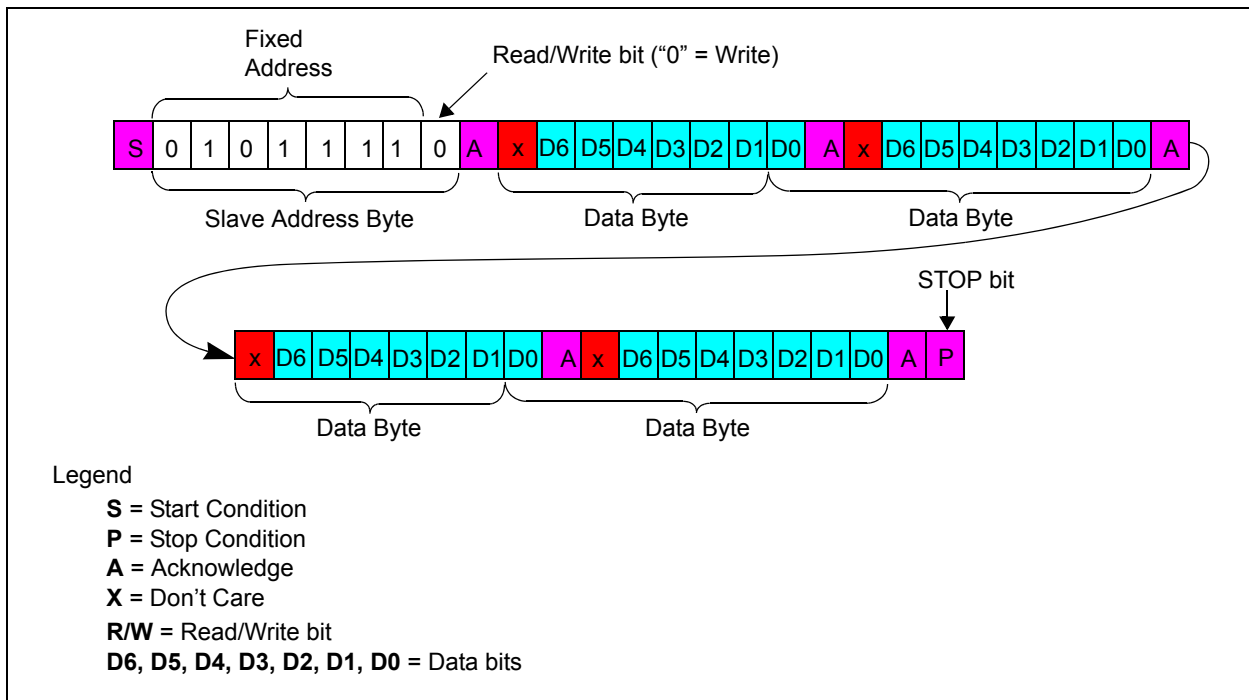 Fixed
Address
Read/Write bit (“0” = Write)
S 0 1 0 1 1 1 1 0 A x D6 D5 D4 D3 D2 D1 D0 A x D6 D5 D4 D3 D2 D1 D0 A
Slave Address Byte Data Byte Data Byte
STOP bit
x D6 D5 D4 D3 D2 D1 D0 A x D6 D5 D4 D3 D2 D1 D0 A P
Data Byte Data Byte
Legend
S = Start Condition
P = Stop Condition
A = Acknowledge
X = Don't Care
R/W = Read/Write bit
D6, D5, D4, D3, D2, D1, D0 = Data bits